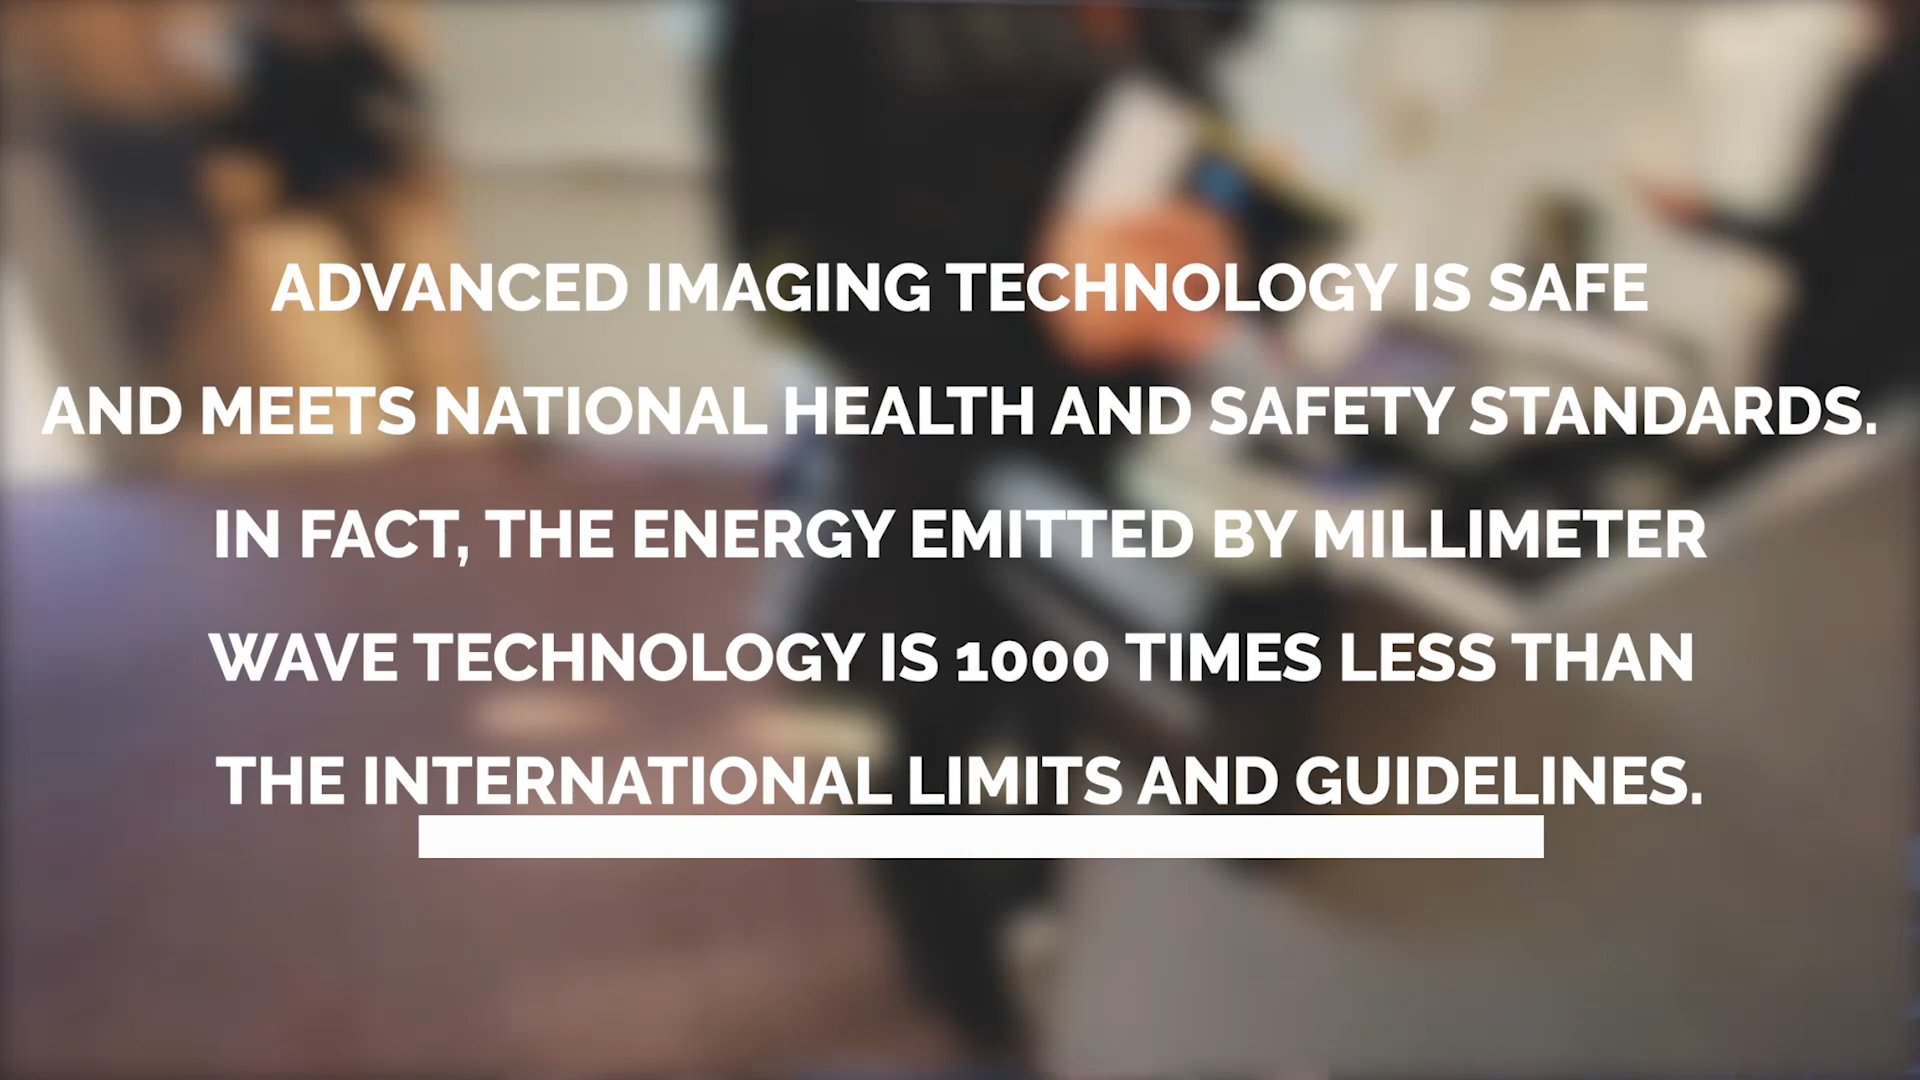 ADVANCED IMAGING TECHNOLOGY IS SAFE
AND MEETS NATIONAL HEALTH AND SAFETY STANDARDS.
IN FACT, THE ENERGY EMITTED BY MILLIMETER
WAVE TECHNOLOGY IS 1000 TIMES LESS THAN
THE INTERNATIONAL LIMITS AND GUIDELINES.